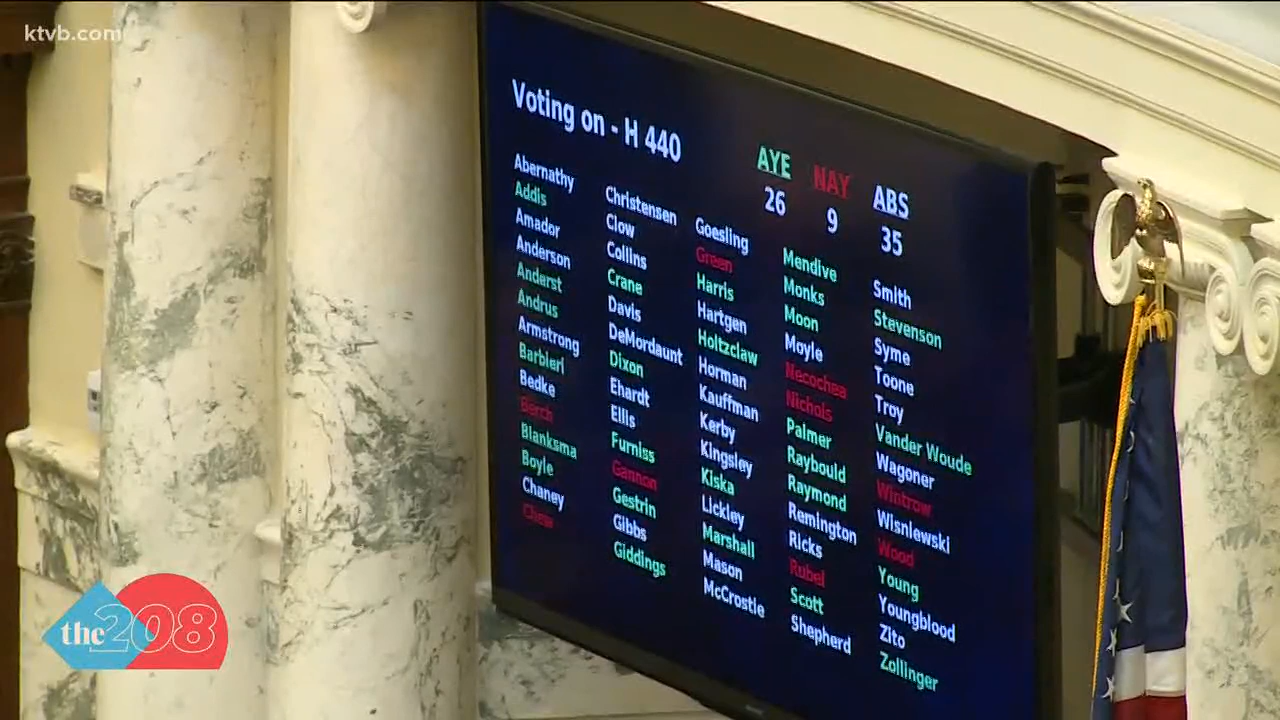 ktvb.com
Voting on - H 440
AYE NAY ABS
26 9 35
Abernathy
Addis
Amador
Anderson
Anderst
Andrus
Armstrong
Barbieri
Bedke
Berch
Blanksma
Boyle
Chaney
Chew
Christensen
Clow
Collins
Crane
Davis
DeMordaunt
Dixon
Ehardt
Ellis
Furniss
Gannon
Gestrin
Gibbs
Giddings
Goesling
Green
Harris
Hartgen
Holtzclaw
Horman
Kauffman
Kerby
Kingsley
Kiska
Lickley
Marshall
Mason
McCrostie
Mendive
Monks
Moon
Moyle
Necochea
Nichols
Palmer
Raybould
Raymond
Remington
Ricks
Rubel
Scott
Shepherd
Smith
Stevenson
Syme
Toone
Troy
Vander Woude
Wagoner
Wintrow
Wisniewski
Wood
Young
Youngblood
Zito
Zollinger
the 208